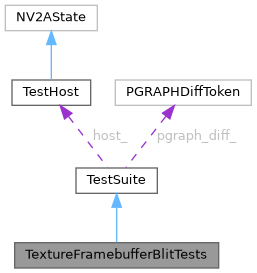 NV2AState
TestHost
PGRAPHDiffToken
host_
pgraph_diff_
TestSuite
TextureFramebufferBlitTests